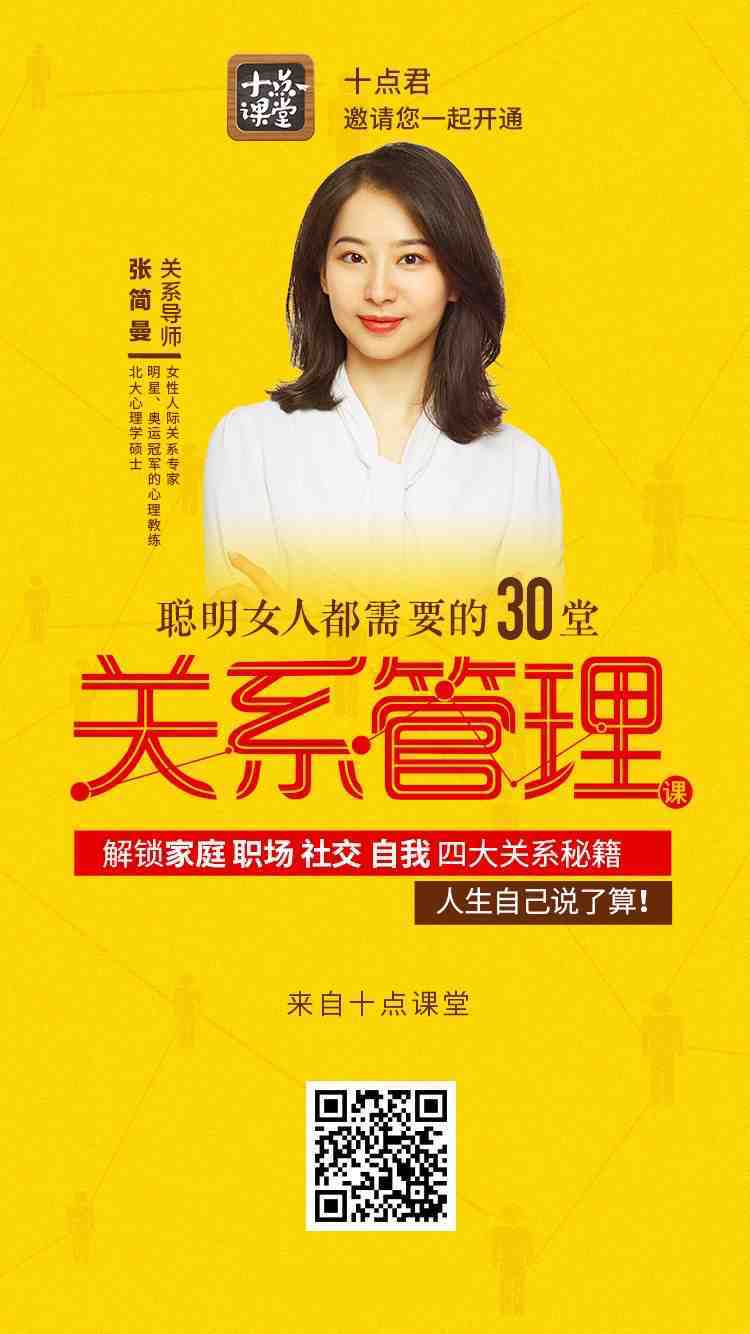 十点课堂
十点君
邀请您一起开通
关系导师
张简曼
女性人际关系专家
明星、奥运冠军的心理教练
北大心理学硕士
聪明女人都需要的30堂
关系管理课
解锁家庭 职场 社交 自我 四大关系秘籍
人生自己说了算!
来自十点课堂